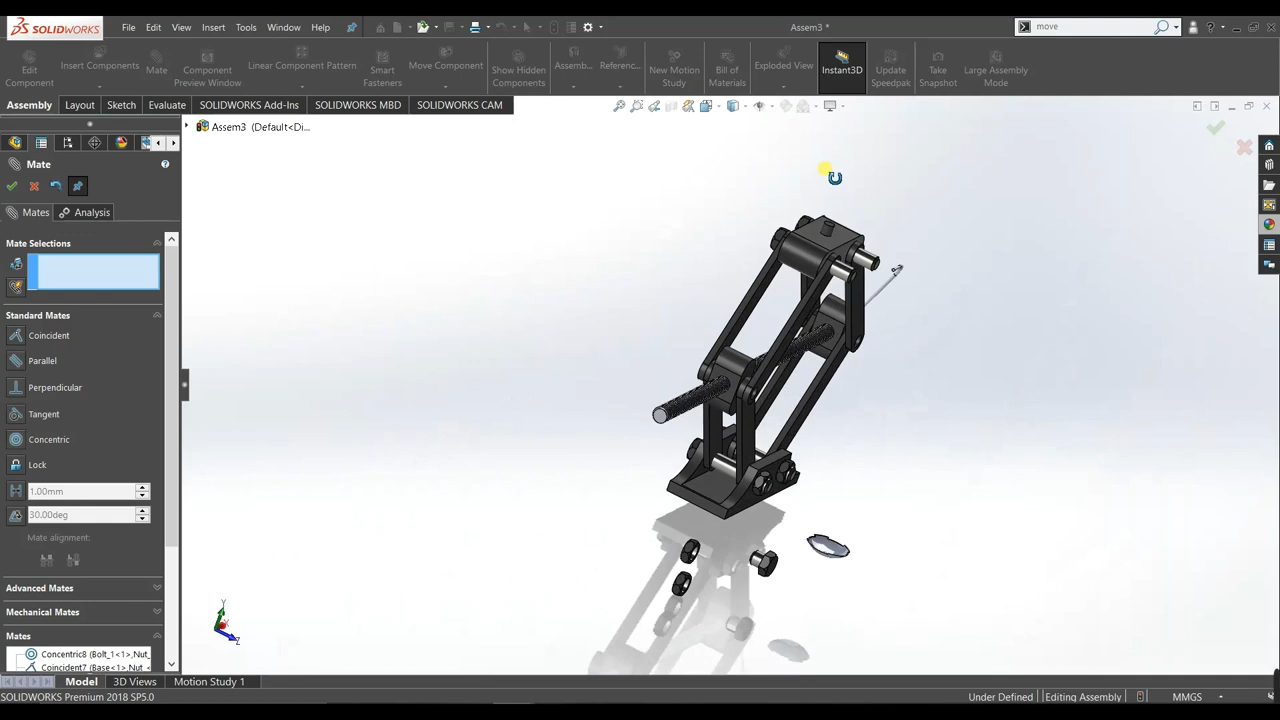 SOLIDWORKS File Edit View Insert Tools Window Help Assem3 * move
Edit Component
Insert Components
Mate
Component Preview Window
Linear Component Pattern
Smart Fasteners
Move Component
Show Hidden Components
Assemb...
Referenc...
New Motion Study
Bill of Materials
Exploded View
Instant3D
Update Speedpak
Take Snapshot
Large Assembly Mode
Assembly Layout Sketch Evaluate SOLIDWORKS Add-Ins SOLIDWORKS MBD SOLIDWORKS CAM
Assem3 (Default<Di...
Mate
Mates Analysis
Mate Selections
Standard Mates
Coincident
Parallel
Perpendicular
Tangent
Concentric
Lock
1.00mm
30.00deg
Mate alignment:
Advanced Mates
Mechanical Mates
Mates
Concentric8 (Bolt_1<1>,Nut_
Coincident7 (Base<1>,Nut_<
Y
X
Z
Model 3D Views Motion Study 1
SOLIDWORKS Premium 2018 SP5.0 Under Defined Editing Assembly MMGS